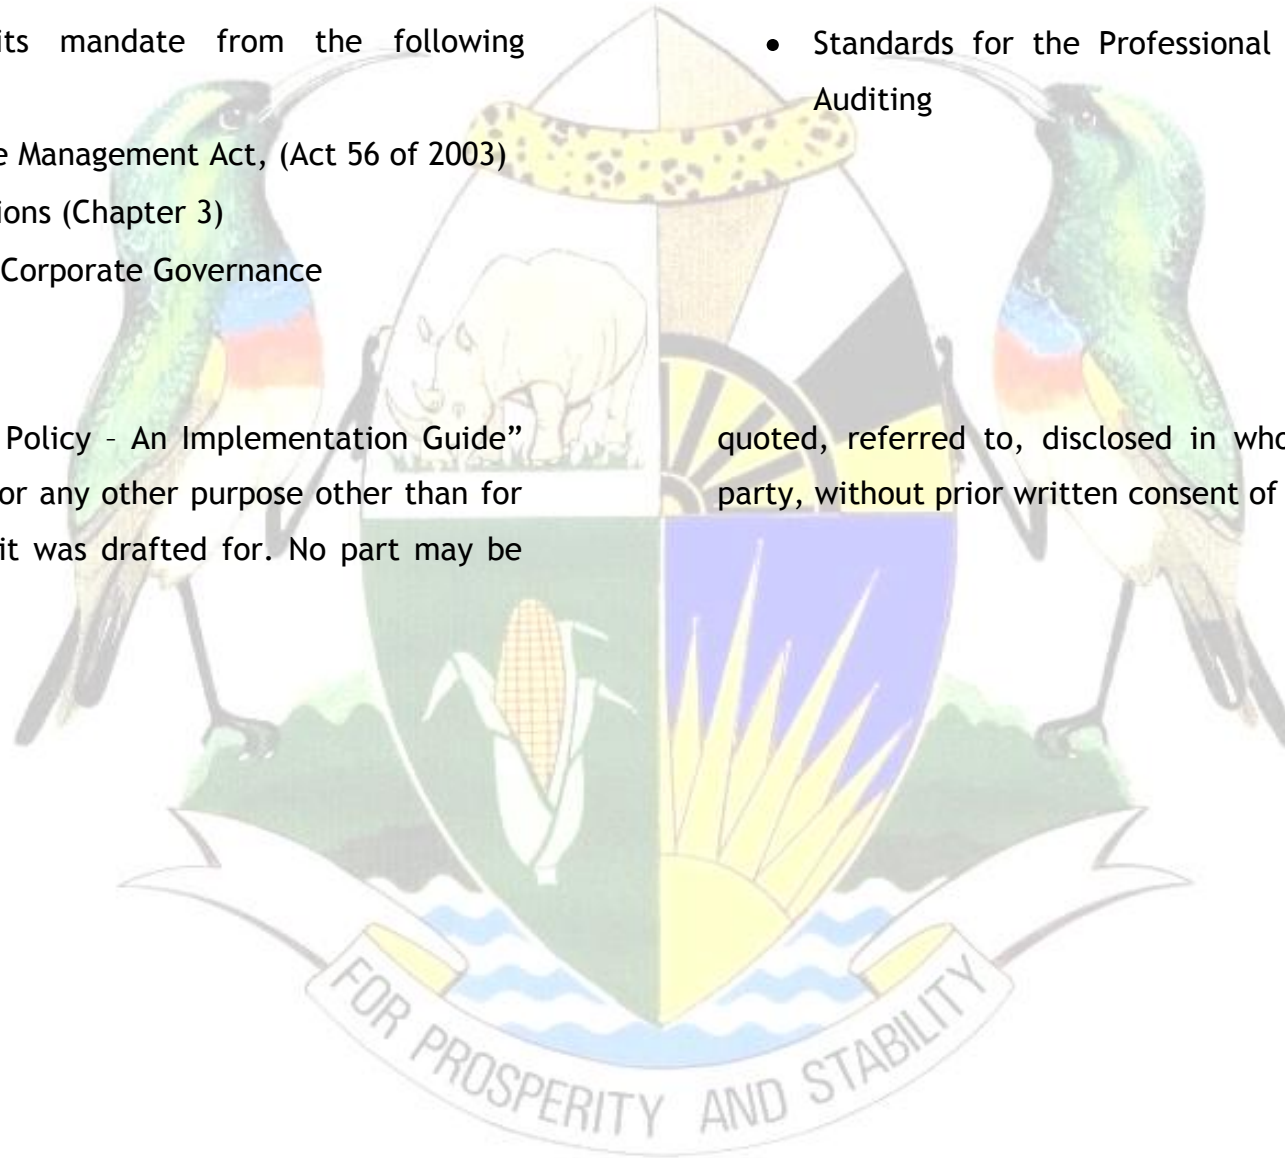 its mandate from the following
e Management Act, (Act 56 of 2003)
ions (Chapter 3)
Corporate Governance
Policy – An Implementation Guide”
or any other purpose other than for
it was drafted for. No part may be
• Standards for the Professional
Auditing
quoted, referred to, disclosed in who
party, without prior written consent of
FOR PROSPERITY AND STABILITY